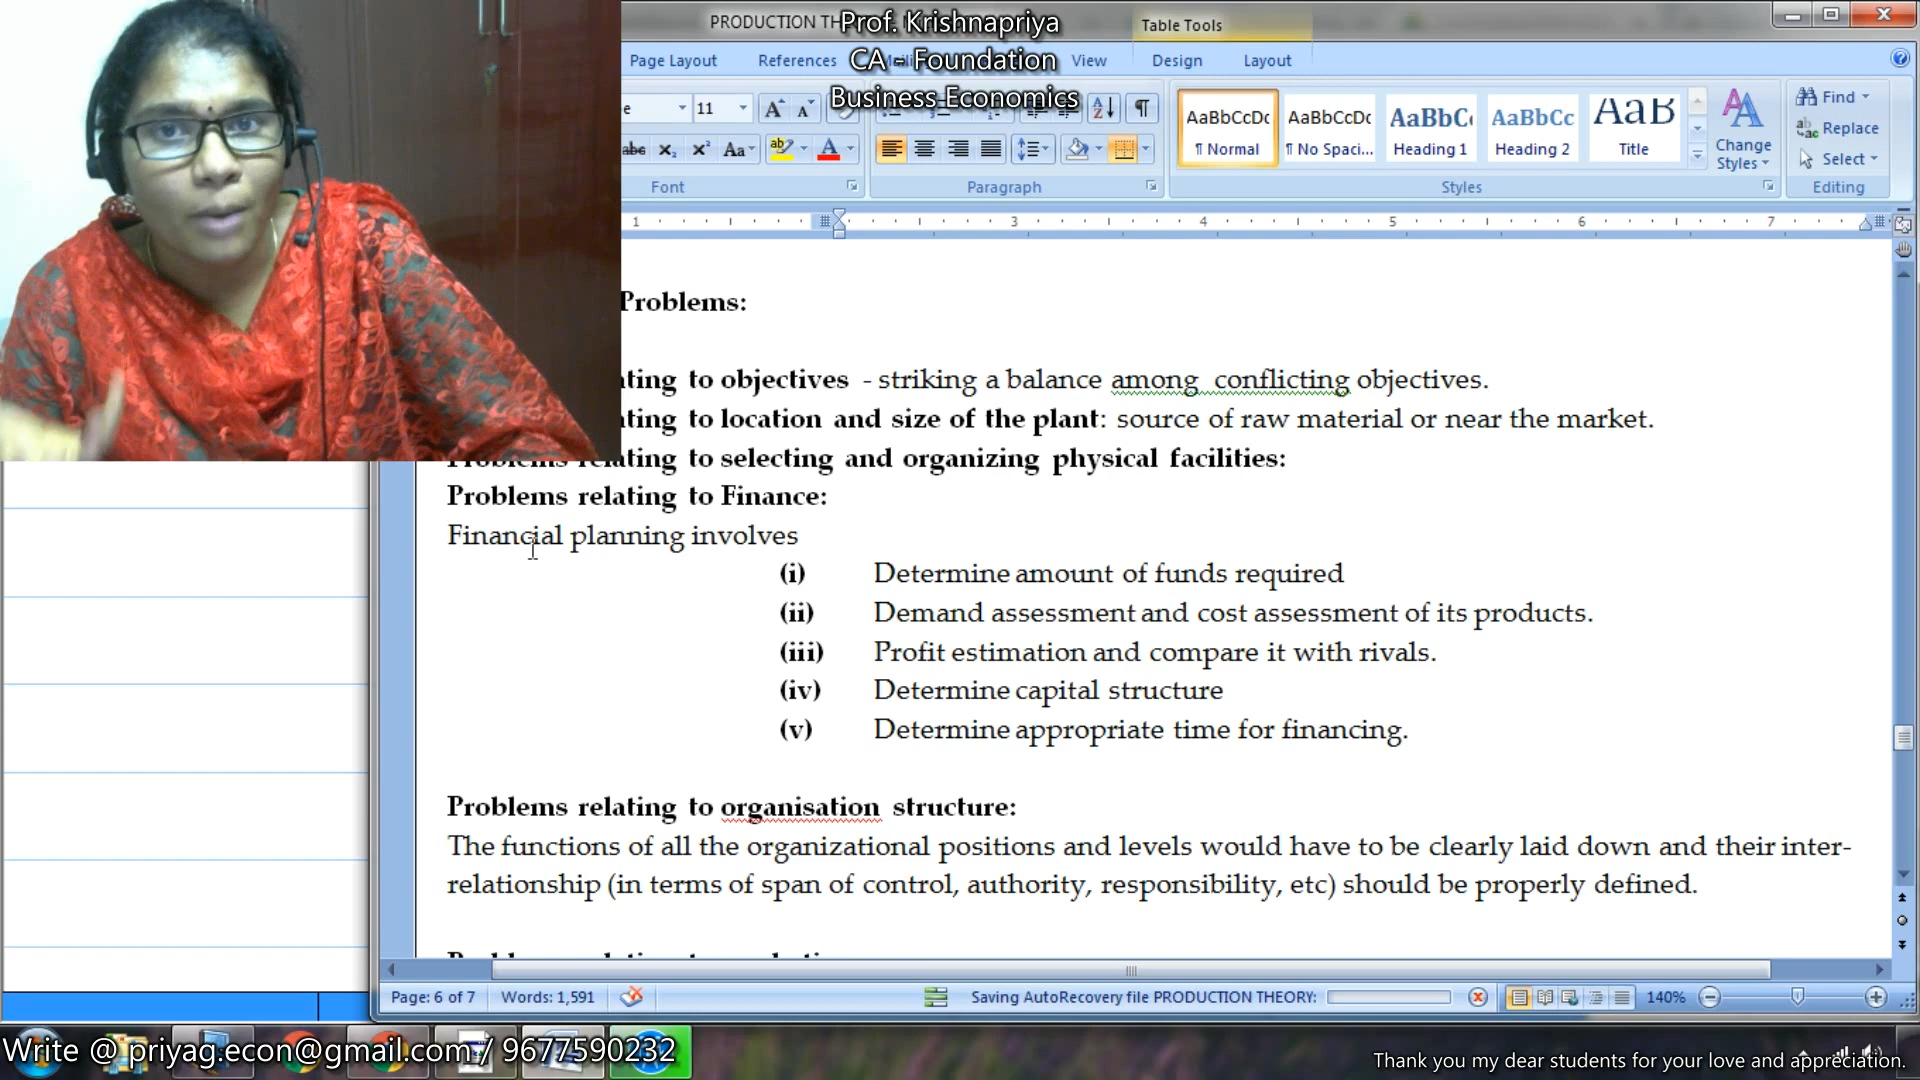 PRODUCTION TH
Prof. Krishnapriya
Table Tools
Page Layout
References
CA - Foundation
View
Design
Layout
Business Economics
11
AaBbCcDc
¶ Normal
AaBbCcDc
¶ No Spaci...
AaBbC
Heading 1
AaBbCc
Heading 2
AaB
Title
Change
Styles
Find
Replace
Select
Font
Paragraph
Styles
Editing
1 3 4 5 6 7
Problems:
ting to objectives - striking a balance among conflicting objectives.
ting to location and size of the plant: source of raw material or near the market.
Problems relating to selecting and organizing physical facilities:
Problems relating to Finance:
Financial planning involves
(i) Determine amount of funds required
(ii) Demand assessment and cost assessment of its products.
(iii) Profit estimation and compare it with rivals.
(iv) Determine capital structure
(v) Determine appropriate time for financing.
Problems relating to organisation structure:
The functions of all the organizational positions and levels would have to be clearly laid down and their inter-
relationship (in terms of span of control, authority, responsibility, etc) should be properly defined.
Page: 6 of 7
Words: 1,591
Saving AutoRecovery file PRODUCTION THEORY:
140%
Write @ priyag.econ@gmail.com / 9677590232
Thank you my dear students for your love and appreciation.